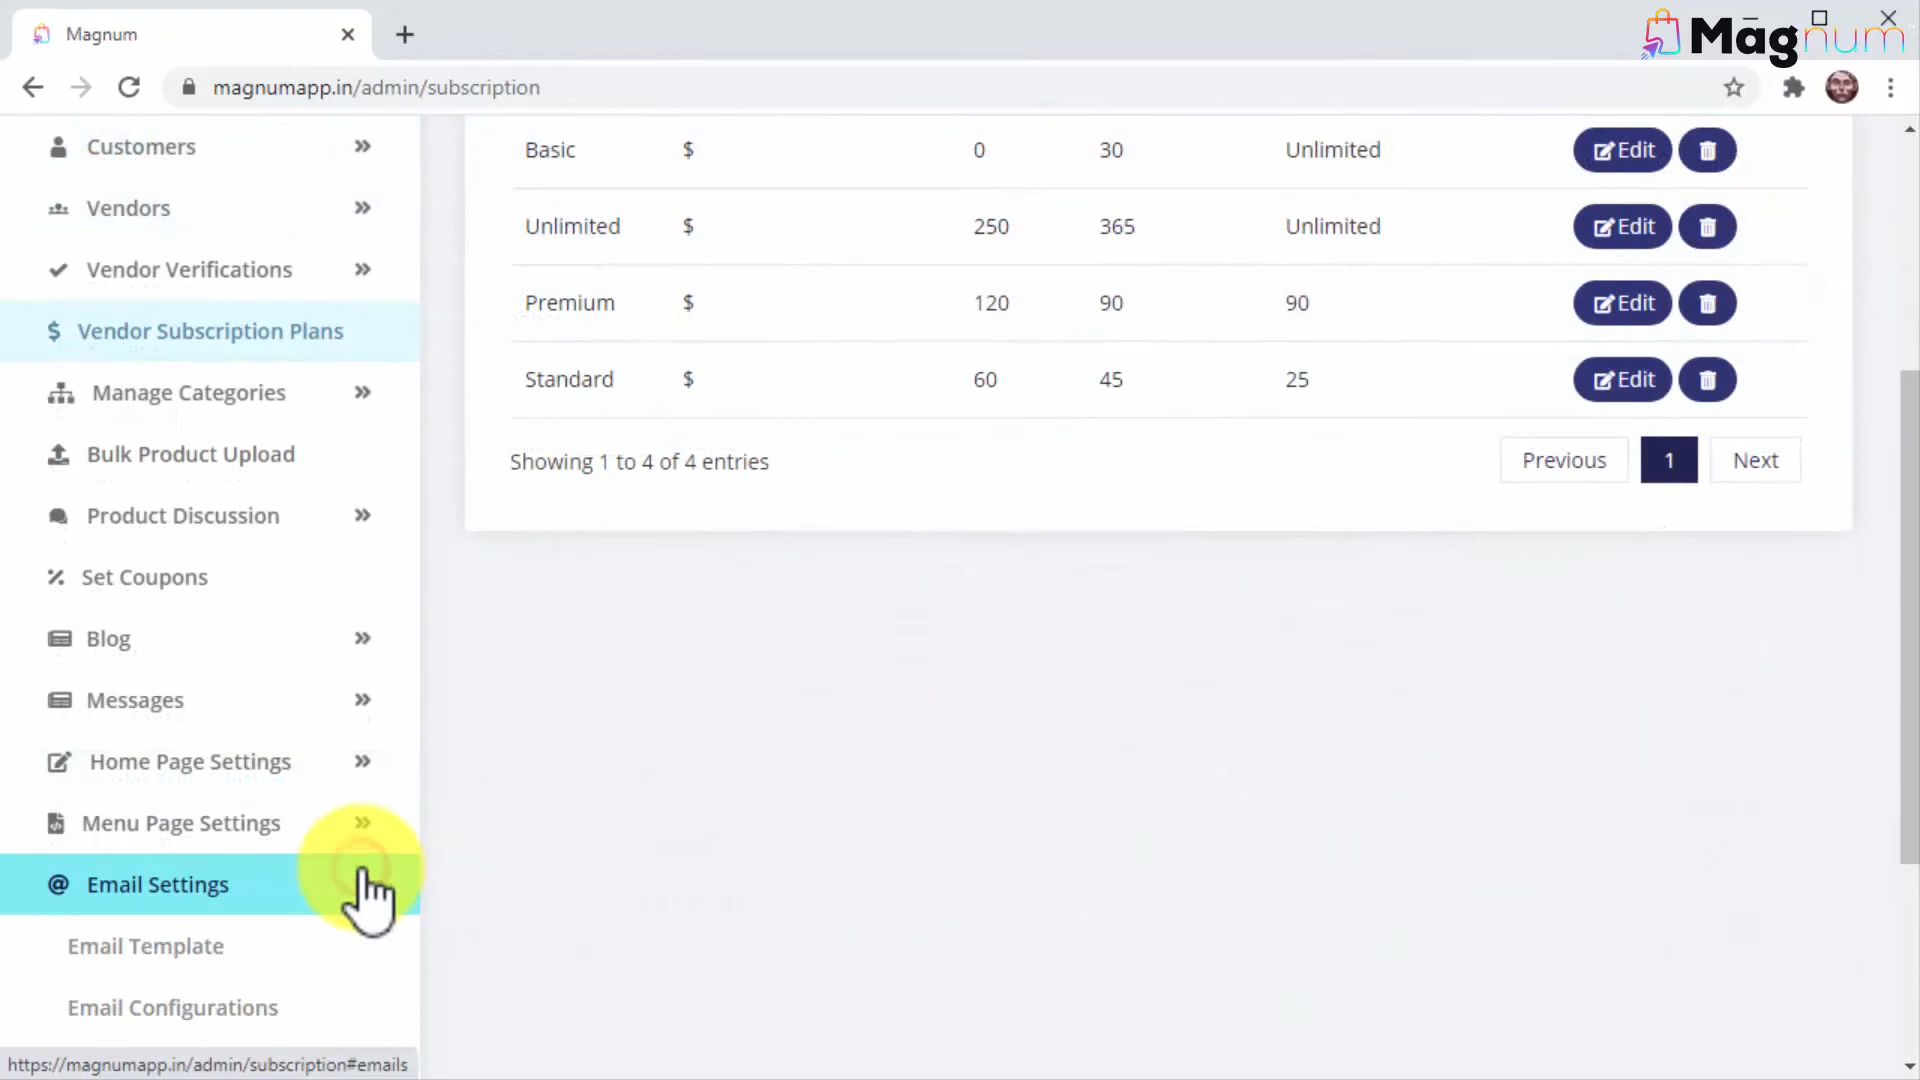 Magnum
Magnum
magnumapp.in/admin/subscription
Customers
Vendors
Vendor Verifications
Vendor Subscription Plans
Manage Categories
Bulk Product Upload
Product Discussion
Set Coupons
Blog
Messages
Home Page Settings
Menu Page Settings
Email Settings
Email Template
Email Configurations
https://magnumapp.in/admin/subscription#emails
Basic $ 0 30 Unlimited Edit
Unlimited $ 250 365 Unlimited Edit
Premium $ 120 90 90 Edit
Standard $ 60 45 25 Edit
Showing 1 to 4 of 4 entries
Previous 1 Next